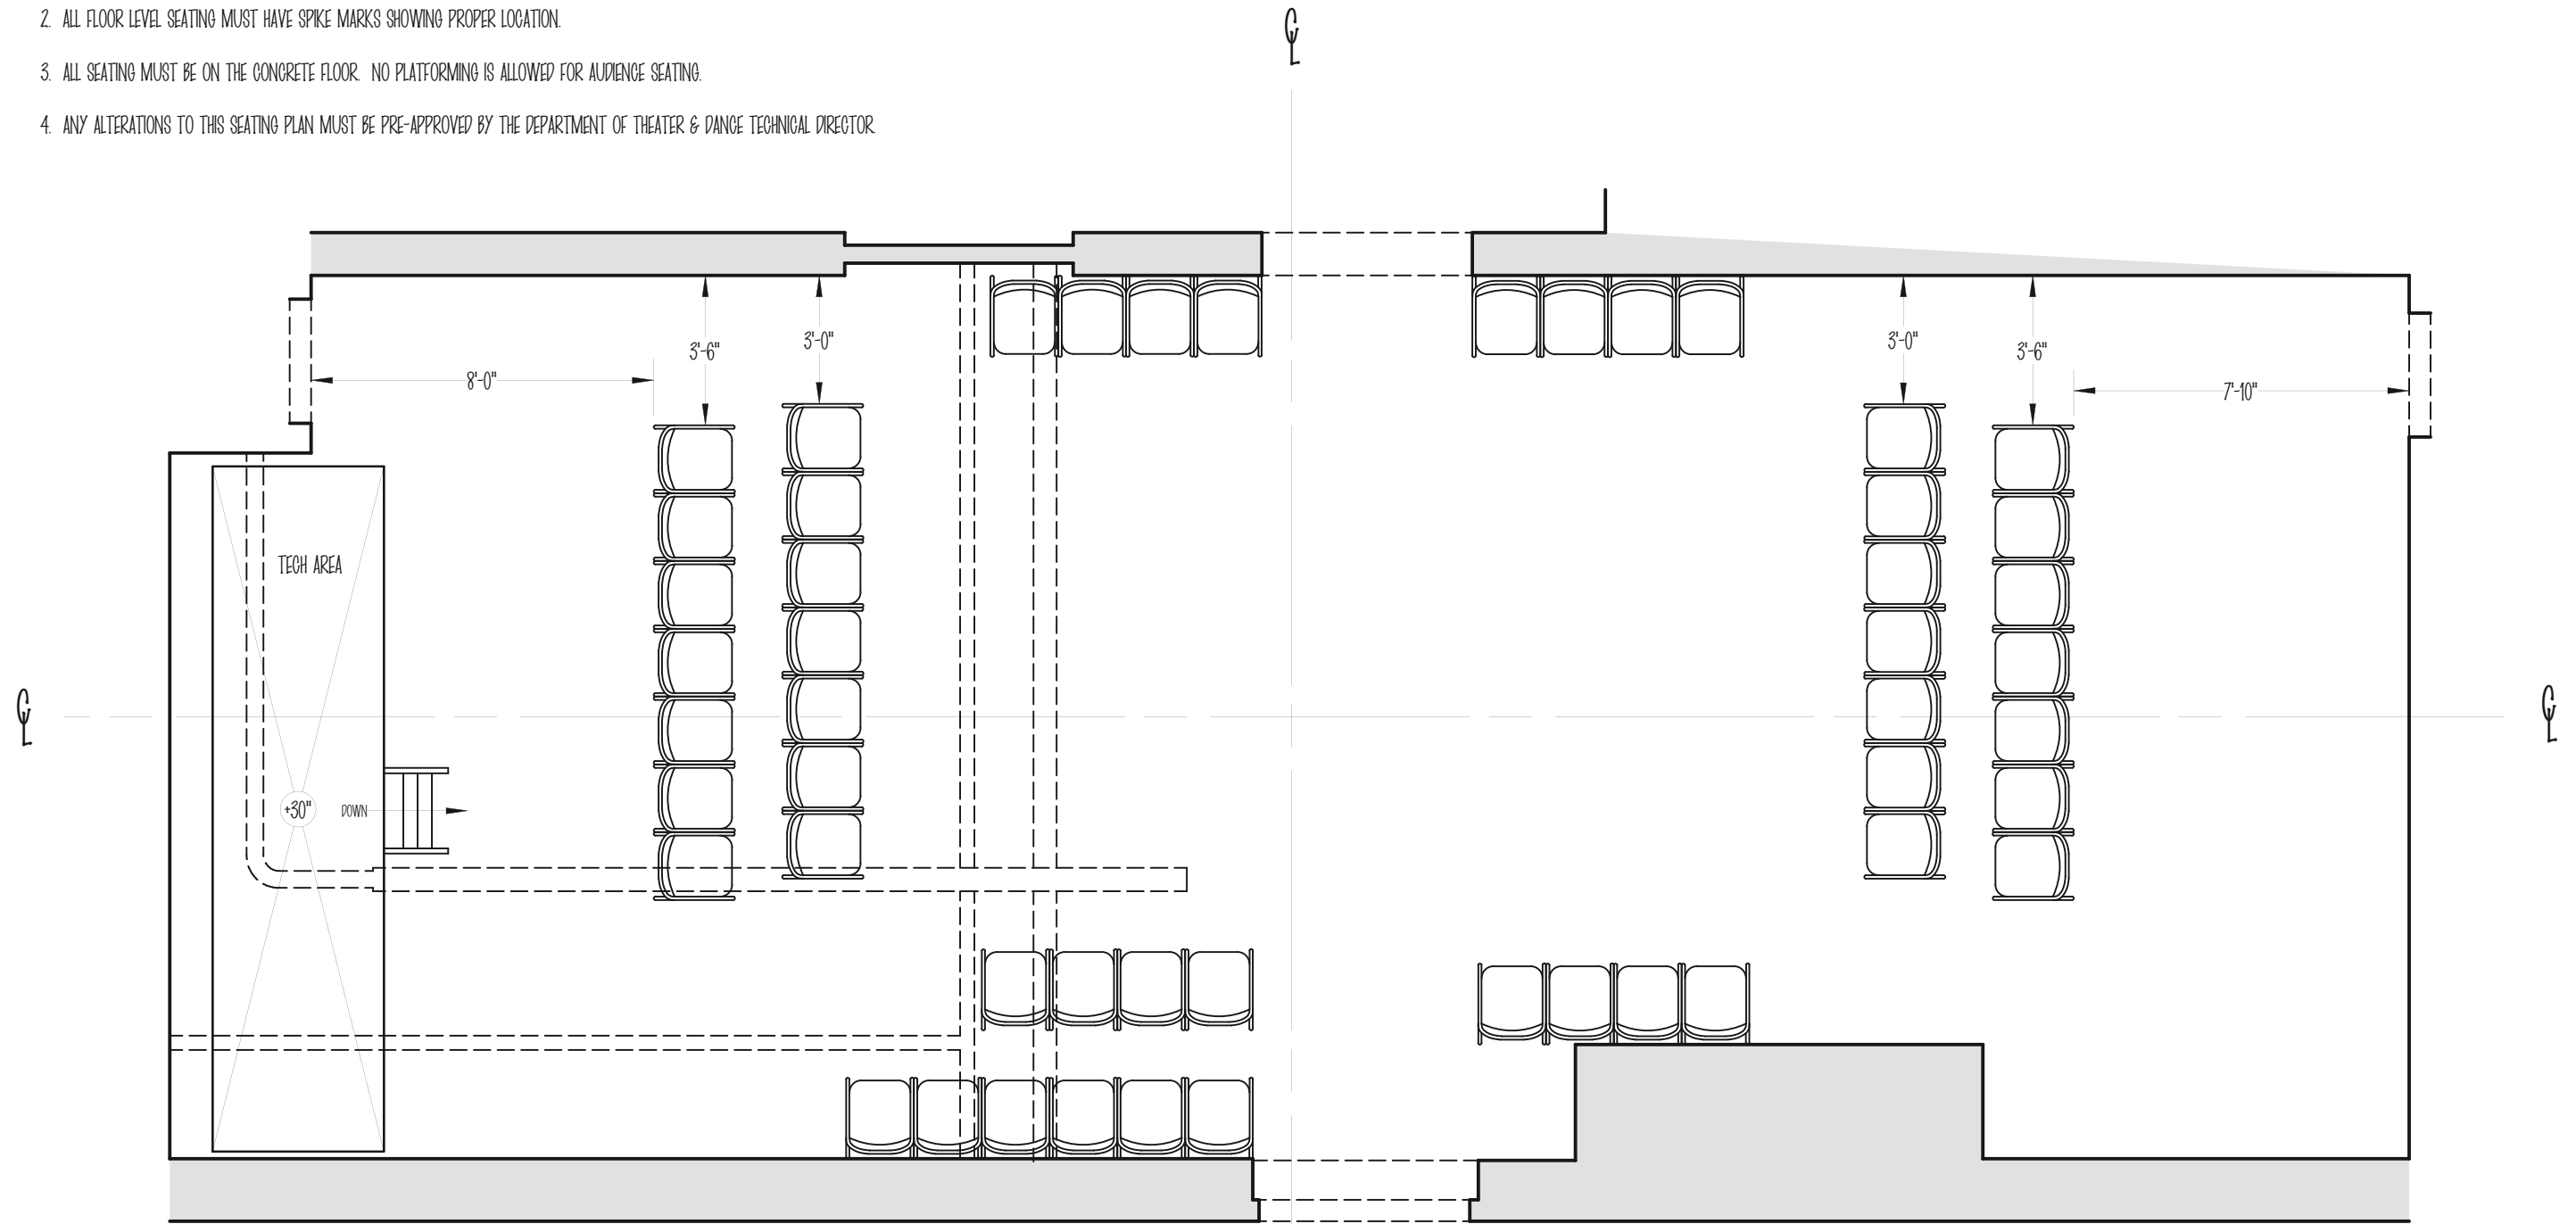 2. ALL FLOOR LEVEL SEATING MUST HAVE SPIKE MARKS SHOWING PROPER LOCATION.
3. ALL SEATING MUST BE ON THE CONCRETE FLOOR. NO PLATFORMING IS ALLOWED FOR AUDIENCE SEATING.
4. ANY ALTERATIONS TO THIS SEATING PLAN MUST BE PRE-APPROVED BY THE DEPARTMENT OF THEATER & DANCE TECHNICAL DIRECTOR.
CL
3'-6"
3'-0"
3'-0"
3'-6"
8'-0"
7'-10"
TECH AREA
CL
CL
+30"
DOWN